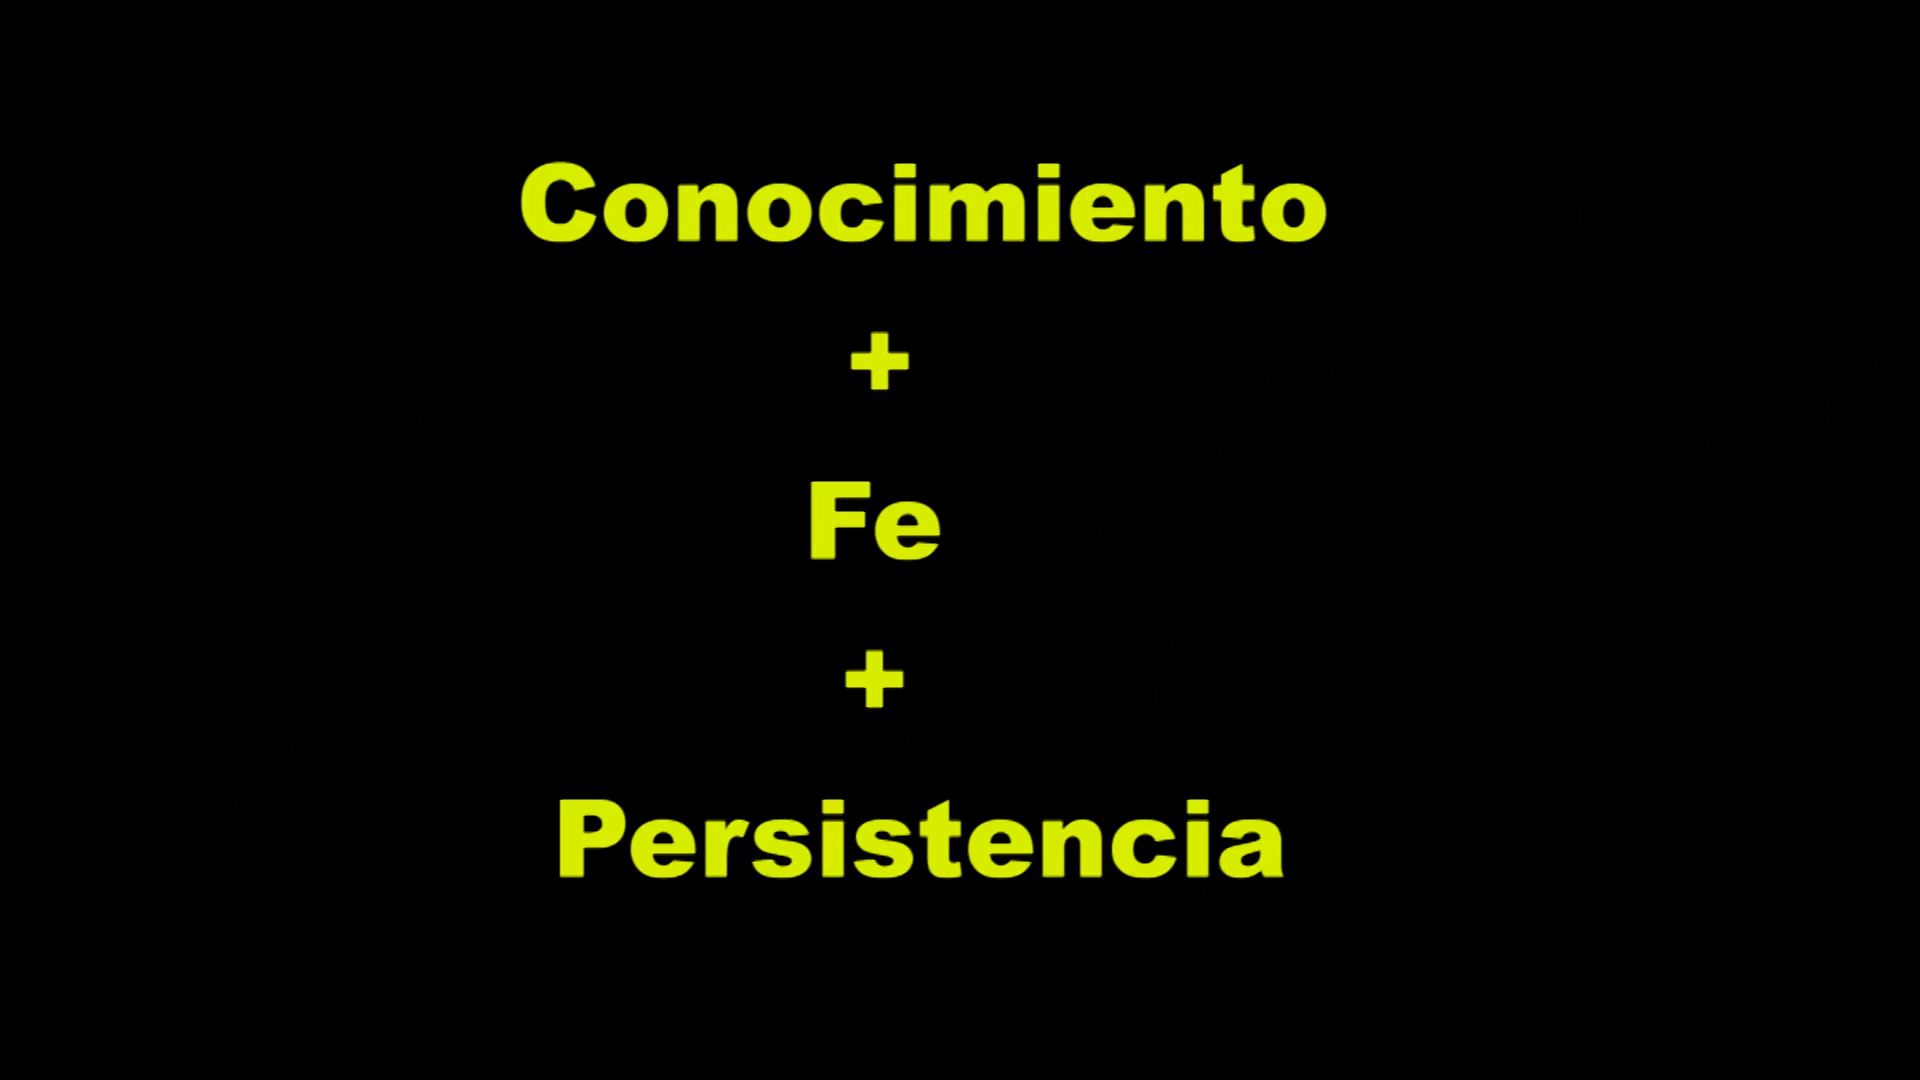 Conocimiento
+
Fe
+
Persistencia